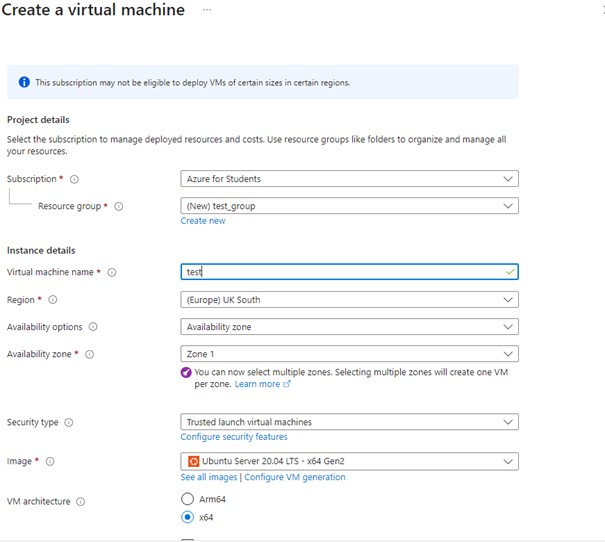 Create a virtual machine ...
This subscription may not be eligible to deploy VMs of certain sizes in certain regions.
Project details
Select the subscription to manage deployed resources and costs. Use resource groups like folders to organize and manage all
your resources.
Subscription * Azure for Students
Resource group * (New) test_group
Create new
Instance details
Virtual machine name * test
Region * (Europe) UK South
Availability options Availability zone
Availability zone * Zone 1
You can now select multiple zones. Selecting multiple zones will create one VM
per zone. Learn more
Security type Trusted launch virtual machines
Configure security features
Image * Ubuntu Server 20.04 LTS - x64 Gen2
See all images | Configure VM generation
VM architecture Arm64
x64